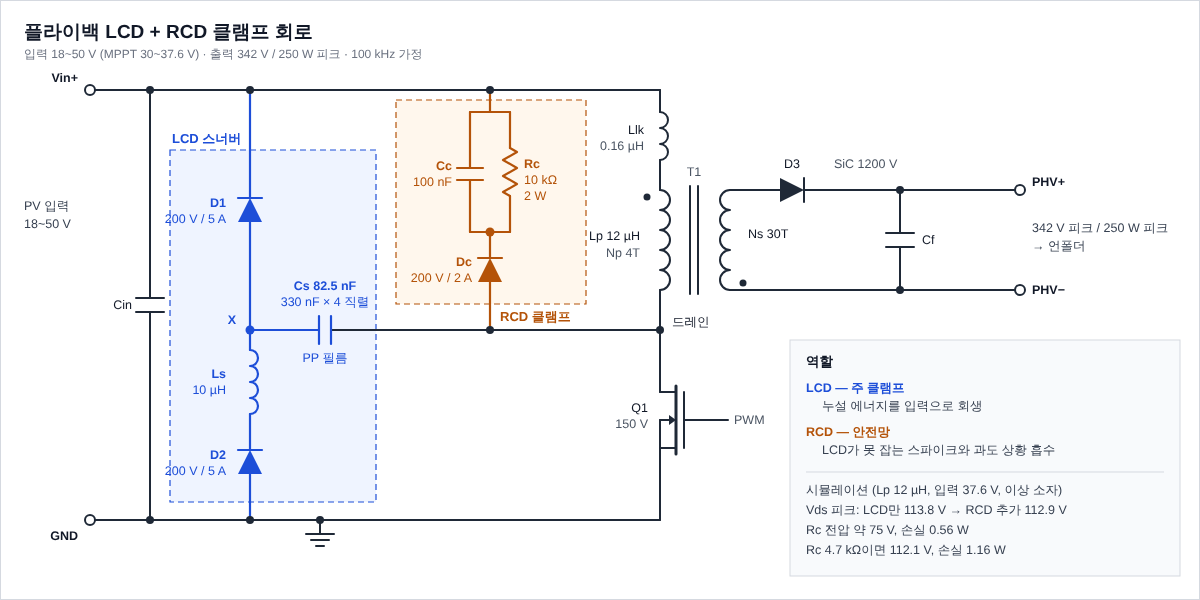 플라이백 LCD + RCD 클램프 회로
입력 18~50 V (MPPT 30~37.6 V) · 출력 342 V / 250 W 피크 · 100 kHz 가정
Vin+
LCD 스너버
PV 입력
18~50 V
D1
200 V / 5 A
Cin
Cs 82.5 nF
330 nF × 4 직렬
X
PP 필름
Ls
10 µH
D2
200 V / 5 A
GND
Cc
100 nF
Rc
10 kΩ
2 W
Dc
200 V / 2 A
RCD 클램프
Llk
0.16 µH
T1
Lp 12 µH
Np 4T
Ns 30T
D3
SiC 1200 V
Cf
PHV+
342 V 피크 / 250 W 피크
→ 언폴더
PHV−
드레인
Q1
150 V
PWM
역할
LCD — 주 클램프
누설 에너지를 입력으로 회생
RCD — 안전망
LCD가 못 잡는 스파이크와 과도 상황 흡수
시뮬레이션 (Lp 12 µH, 입력 37.6 V, 이상 소자)
Vds 피크: LCD만 113.8 V → RCD 추가 112.9 V
Rc 전압 약 75 V, 손실 0.56 W
Rc 4.7 kΩ이면 112.1 V, 손실 1.16 W